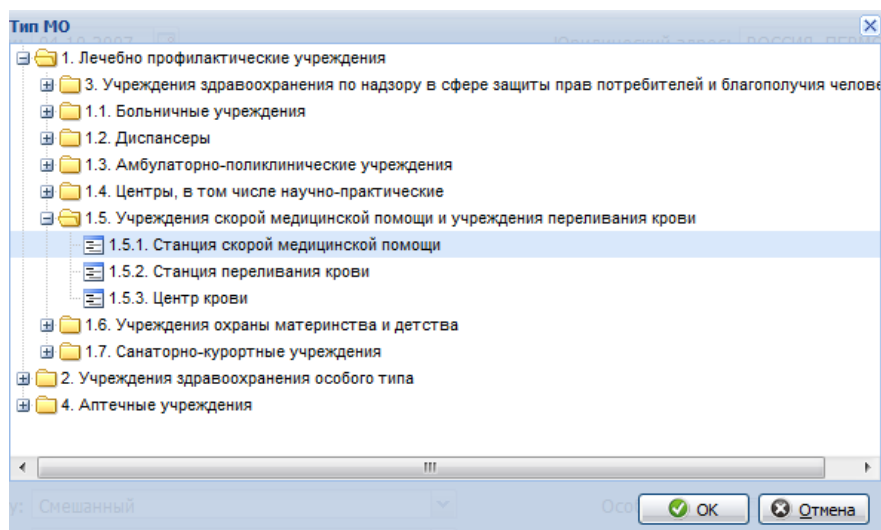 Тип МО
1. Лечебно профилактические учреждения
3. Учреждения здравоохранения по надзору в сфере защиты прав потребителей и благополучия челове
1.1. Больничные учреждения
1.2. Диспансеры
1.3. Амбулаторно-поликлинические учреждения
1.4. Центры, в том числе научно-практические
1.5. Учреждения скорой медицинской помощи и учреждения переливания крови
1.5.1. Станция скорой медицинской помощи
1.5.2. Станция переливания крови
1.5.3. Центр крови
1.6. Учреждения охраны материнства и детства
1.7. Санаторно-курортные учреждения
2. Учреждения здравоохранения особого типа
4. Аптечные учреждения
у: Смешанный Осо
ОК Отмена